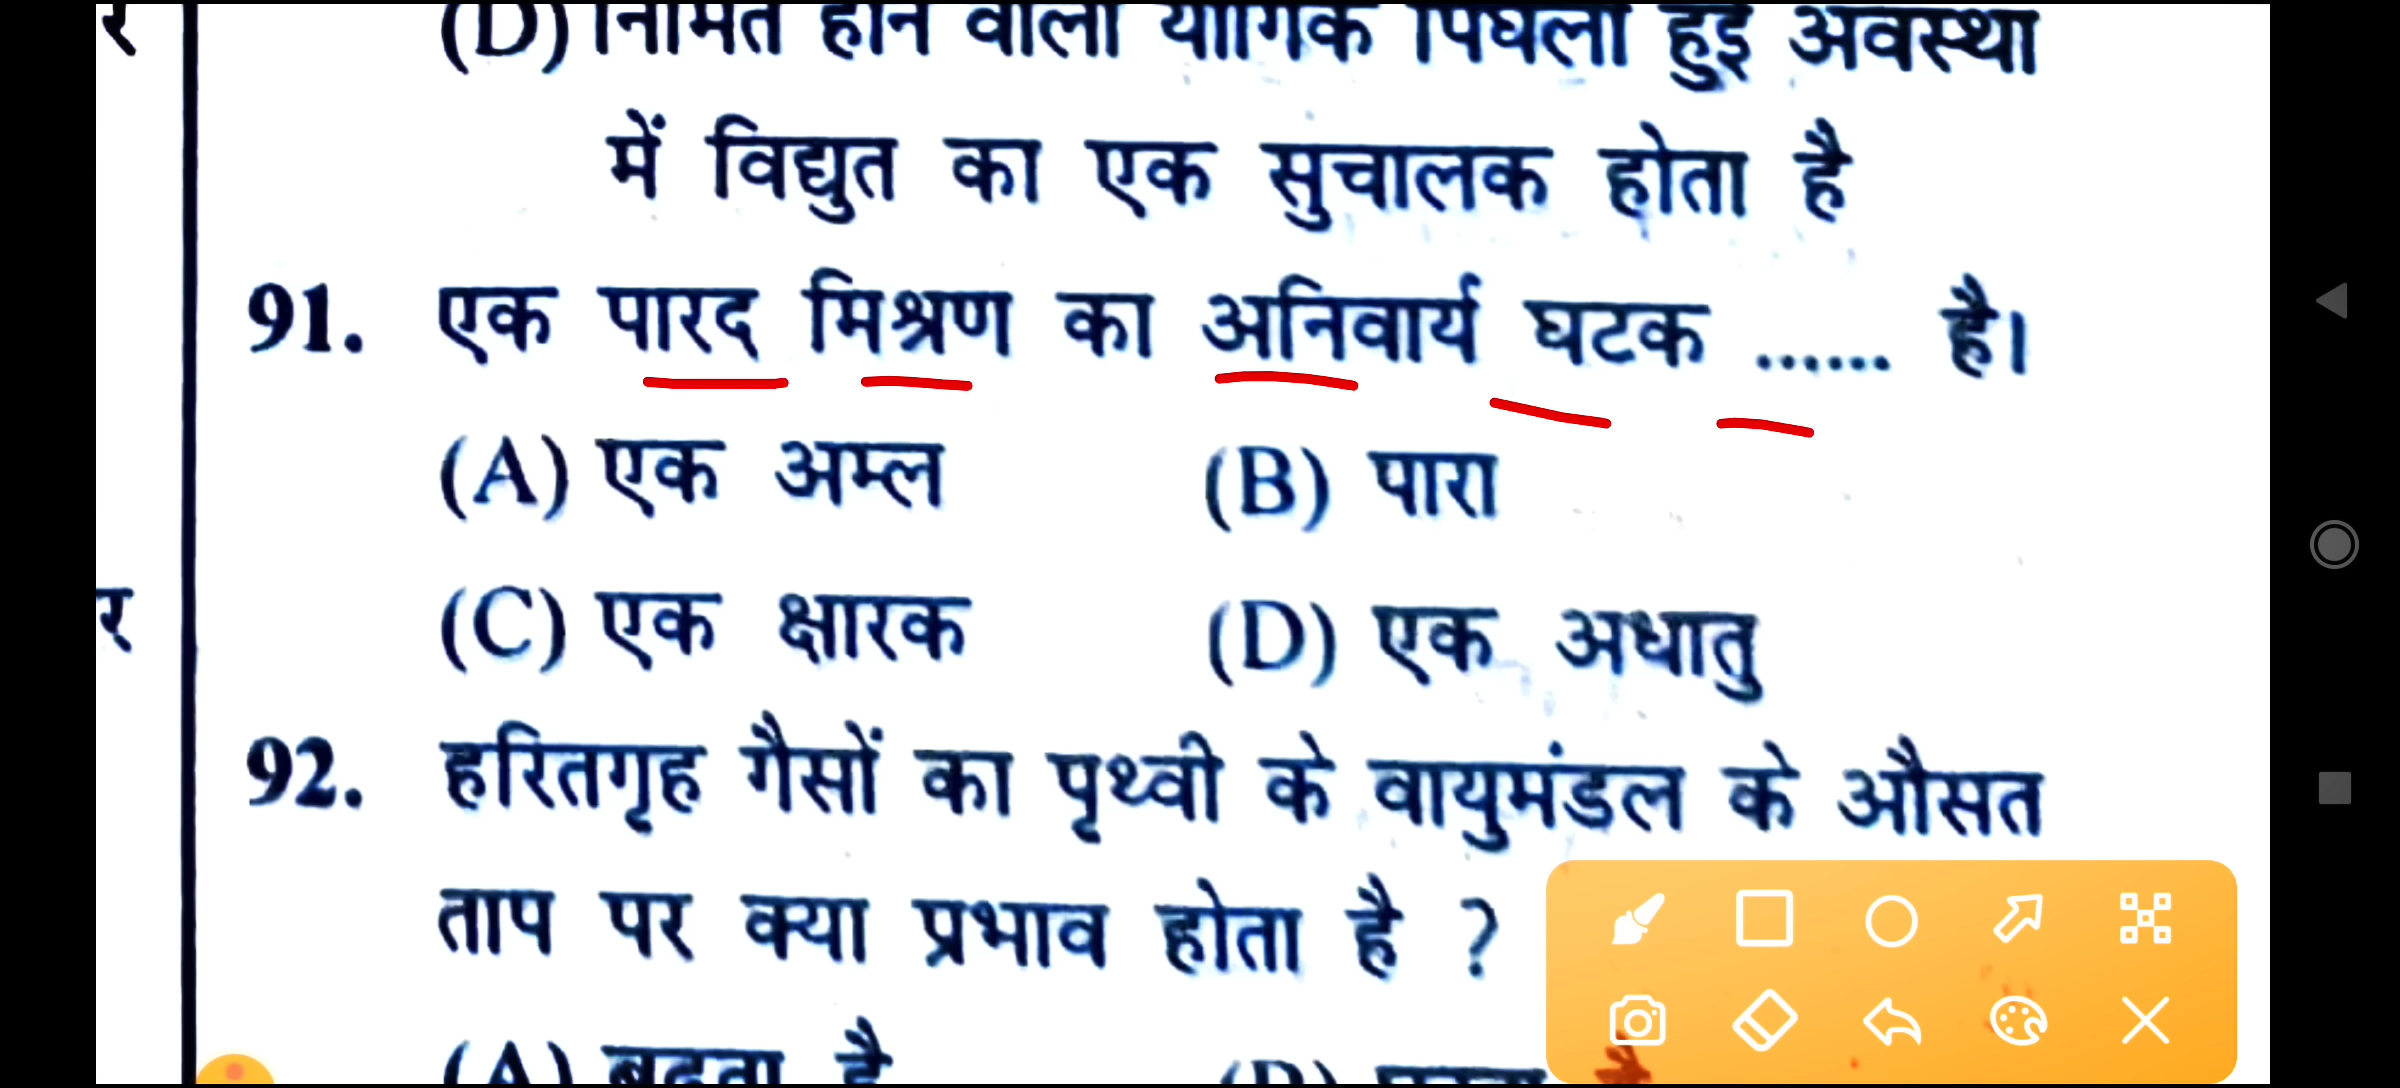 र
(D) निर्मित होने वाला यौगिक पिघली हुई अवस्था
में विद्युत का एक सुचालक होता है
91. एक पारद मिश्रण का अनिवार्य घटक ...... है।
(A) एक अम्ल (B) पारा
(C) एक क्षारक (D) एक अधातु
र
92. हरितगृह गैसों का पृथ्वी के वायुमंडल के औसत
ताप पर क्या प्रभाव होता है ?
(A) बढ़ता है (B)